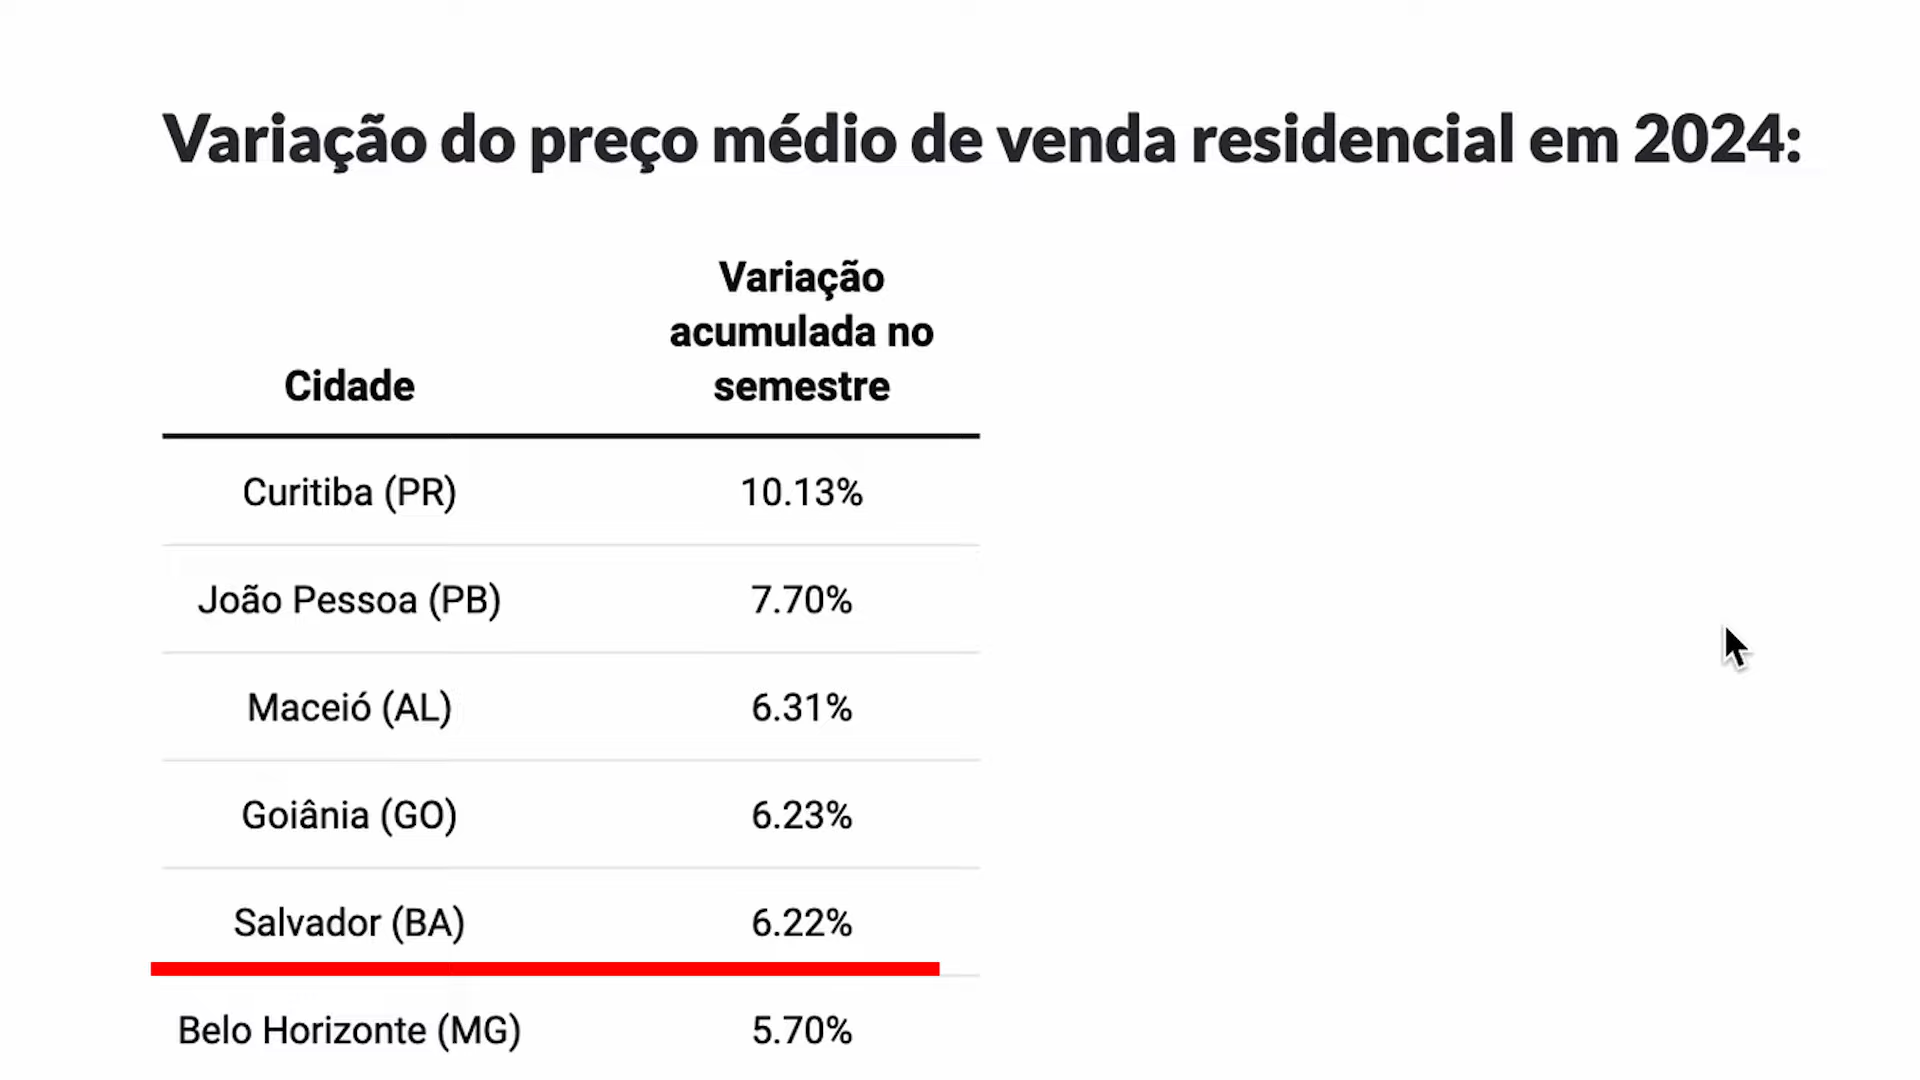 Variação do preço médio de venda residencial em 2024:
Cidade Variação acumulada no semestre
Curitiba (PR) 10.13%
João Pessoa (PB) 7.70%
Maceió (AL) 6.31%
Goiânia (GO) 6.23%
Salvador (BA) 6.22%
Belo Horizonte (MG) 5.70%